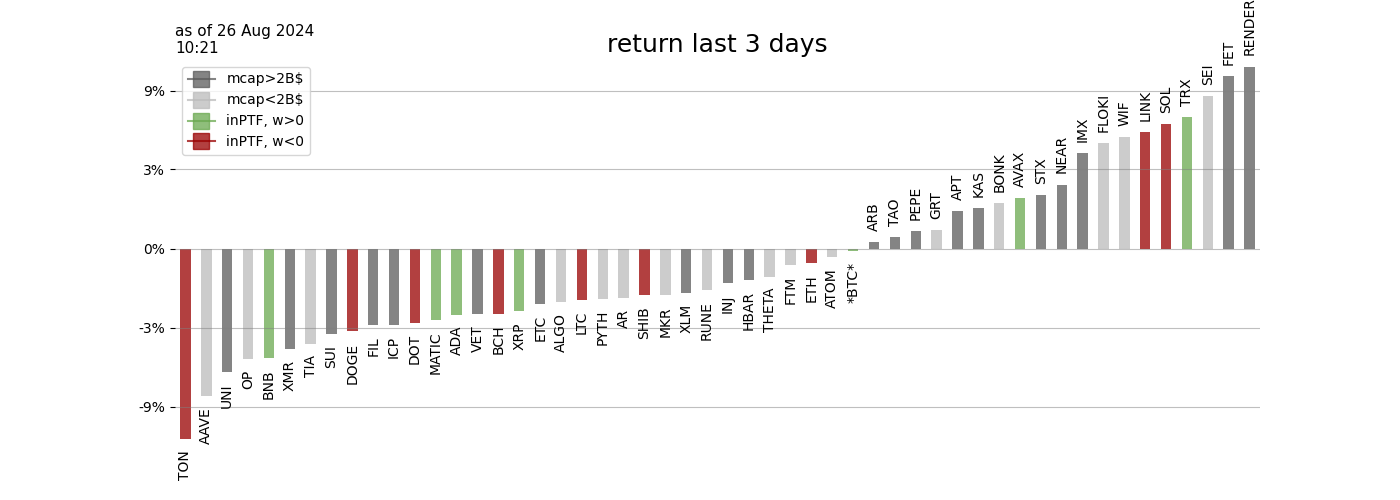 as of 26 Aug 2024
10:21
return last 3 days
mcap>2B$
mcap<2B$
inPTF, w>0
inPTF, w<0
9%
3%
0%
-3%
-9%
TON
AAVE
UNI
OP
BNB
XMR
TIA
SUI
DOGE
FIL
ICP
DOT
MATIC
ADA
VET
BCH
XRP
ETC
ALGO
LTC
PYTH
AR
SHIB
MKR
XLM
RUNE
INJ
HBAR
THETA
FTM
ETH
ATOM
*BTC*
ARB
TAO
PEPE
GRT
APT
KAS
BONK
AVAX
STX
NEAR
IMX
FLOKI
WIF
LINK
SOL
TRX
SEI
FET
RENDER